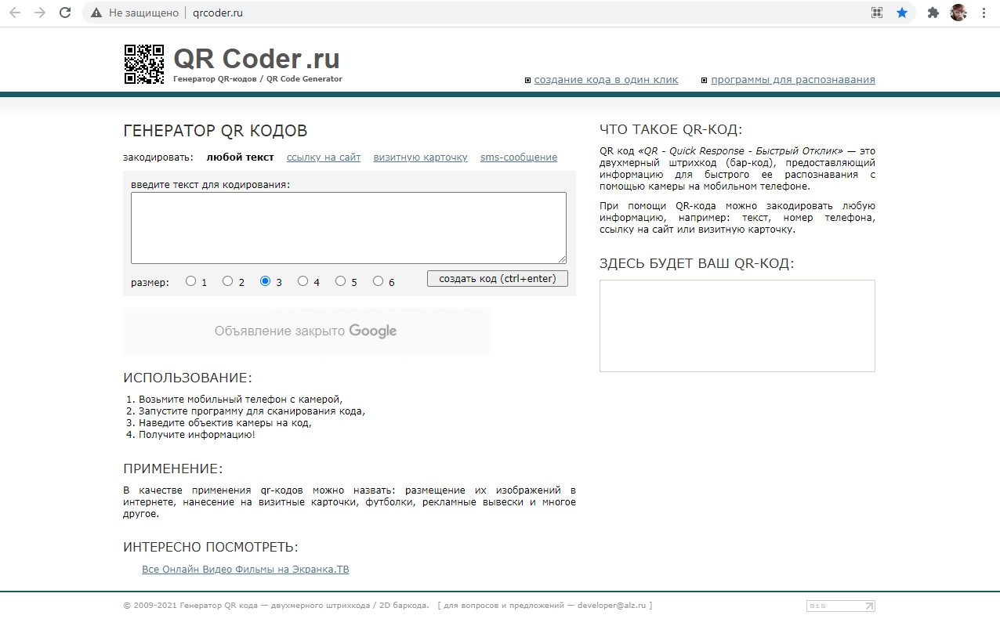 Не защищено | qrcoder.ru
QR Coder.ru
Генератор QR-кодов / QR Code Generator
создание кода в один клик
программы для распознавания
ГЕНЕРАТОР QR КОДОВ
закодировать: любой текст ссылку на сайт визитную карточку sms-сообщение
введите текст для кодирования:
размер: 1 2 3 4 5 6 создать код (ctrl+enter)
Объявление закрыто Google
ИСПОЛЬЗОВАНИЕ:
1. Возьмите мобильный телефон с камерой,
2. Запустите программу для сканирования кода,
3. Наведите объектив камеры на код,
4. Получите информацию!
ПРИМЕНЕНИЕ:
В качестве применения qr-кодов можно назвать: размещение их изображений в
интернете, нанесение на визитные карточки, футболки, рекламные вывески и многое
другое.
ИНТЕРЕСНО ПОСМОТРЕТЬ:
Все Онлайн Видео Фильмы на Экранка.ТВ
ЧТО ТАКОЕ QR-КОД:
QR код «QR - Quick Response - Быстрый Отклик» — это
двухмерный штрихкод (бар-код), предоставляющий
информацию для быстрого ее распознавания с
помощью камеры на мобильном телефоне.
При помощи QR-кода можно закодировать любую
информацию, например: текст, номер телефона,
ссылку на сайт или визитную карточку.
ЗДЕСЬ БУДЕТ ВАШ QR-КОД:
© 2009-2021 Генератор QR кода — двухмерного штрихкода / 2D баркода. [ для вопросов и предложений — developer@alz.ru ]